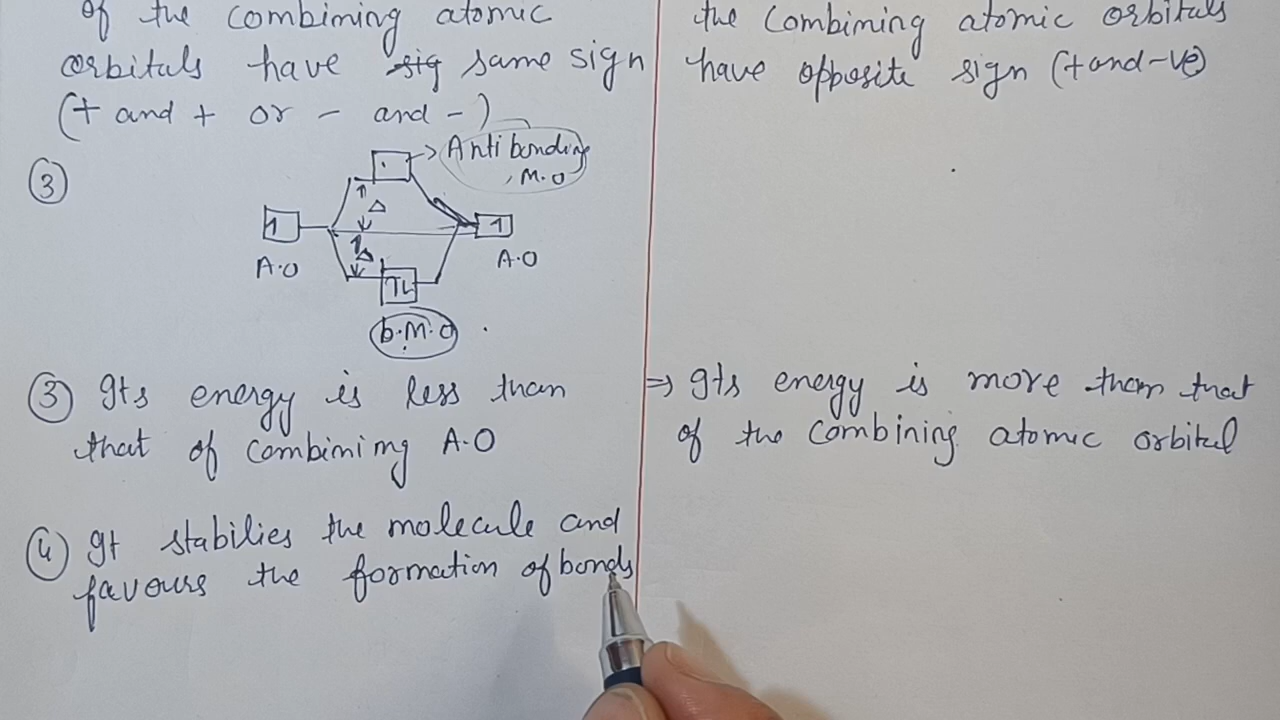 of the combining atomic
orbitals have sig same sign
(+ and + or - and -)
the combining atomic orbitals
have opposite sign (+and-ve)
③
Antibonding
M.O
1
Δ
1
A.O
Δ
A.O
1L
b.M.O
③ Its energy is less than
that of combining A.O
⇒ Its energy is more than that
of the combining atomic orbital
④ It stabilies the molecule and
favours the formation of bonds